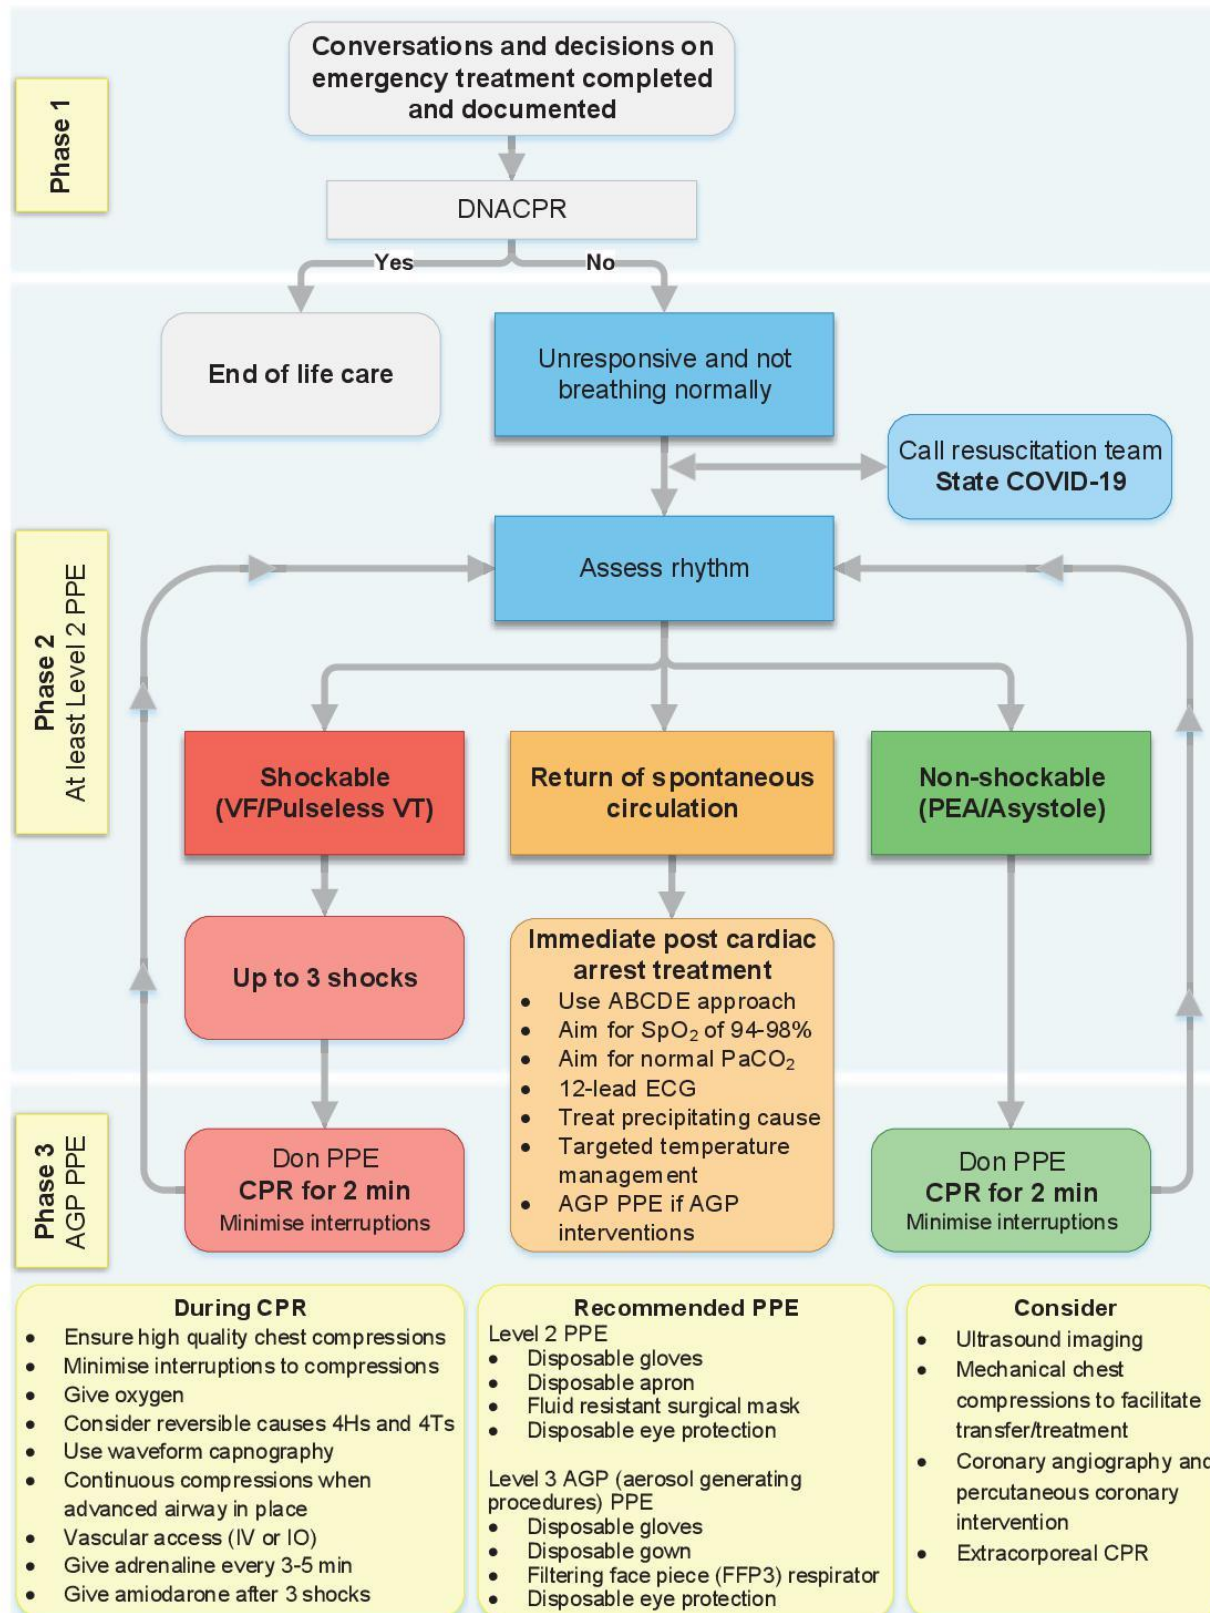 Conversations and decisions on
emergency treatment completed
and documented
Phase 1
DNACPR
Yes
No
End of life care
Unresponsive and not
breathing normally
Call resuscitation team
State COVID-19
Phase 2
At least Level 2 PPE
Assess rhythm
Shockable
(VF/Pulseless VT)
Return of spontaneous
circulation
Non-shockable
(PEA/Asystole)
Up to 3 shocks
Immediate post cardiac
arrest treatment
• Use ABCDE approach
• Aim for SpO₂ of 94-98%
• Aim for normal PaCO₂
• 12-lead ECG
• Treat precipitating cause
• Targeted temperature
management
• AGP PPE if AGP
interventions
Phase 3
AGP PPE
Don PPE
CPR for 2 min
Minimise interruptions
Don PPE
CPR for 2 min
Minimise interruptions
During CPR
• Ensure high quality chest compressions
• Minimise interruptions to compressions
• Give oxygen
• Consider reversible causes 4Hs and 4Ts
• Use waveform capnography
• Continuous compressions when
advanced airway in place
• Vascular access (IV or IO)
• Give adrenaline every 3-5 min
• Give amiodarone after 3 shocks
Recommended PPE
Level 2 PPE
• Disposable gloves
• Disposable apron
• Fluid resistant surgical mask
• Disposable eye protection
Level 3 AGP (aerosol generating
procedures) PPE
• Disposable gloves
• Disposable gown
• Filtering face piece (FFP3) respirator
• Disposable eye protection
Consider
• Ultrasound imaging
• Mechanical chest
compressions to facilitate
transfer/treatment
• Coronary angiography and
percutaneous coronary
intervention
• Extracorporeal CPR